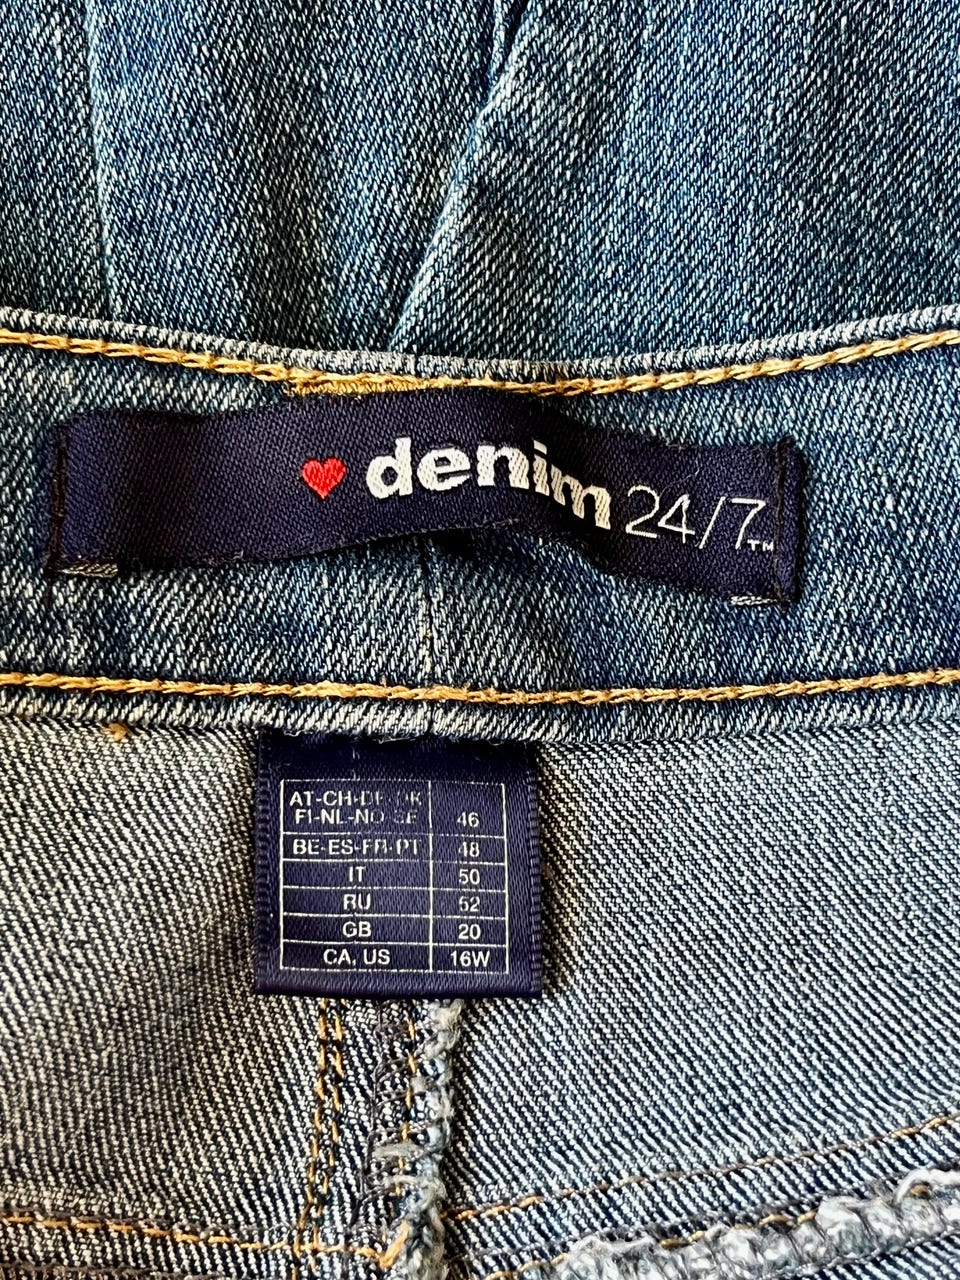 denim 24/7™
AT-CH-DE-DK
FI-NL-NO-SE 46
BE-ES-FR-PT 48
IT 50
RU 52
GB 20
CA, US 16W